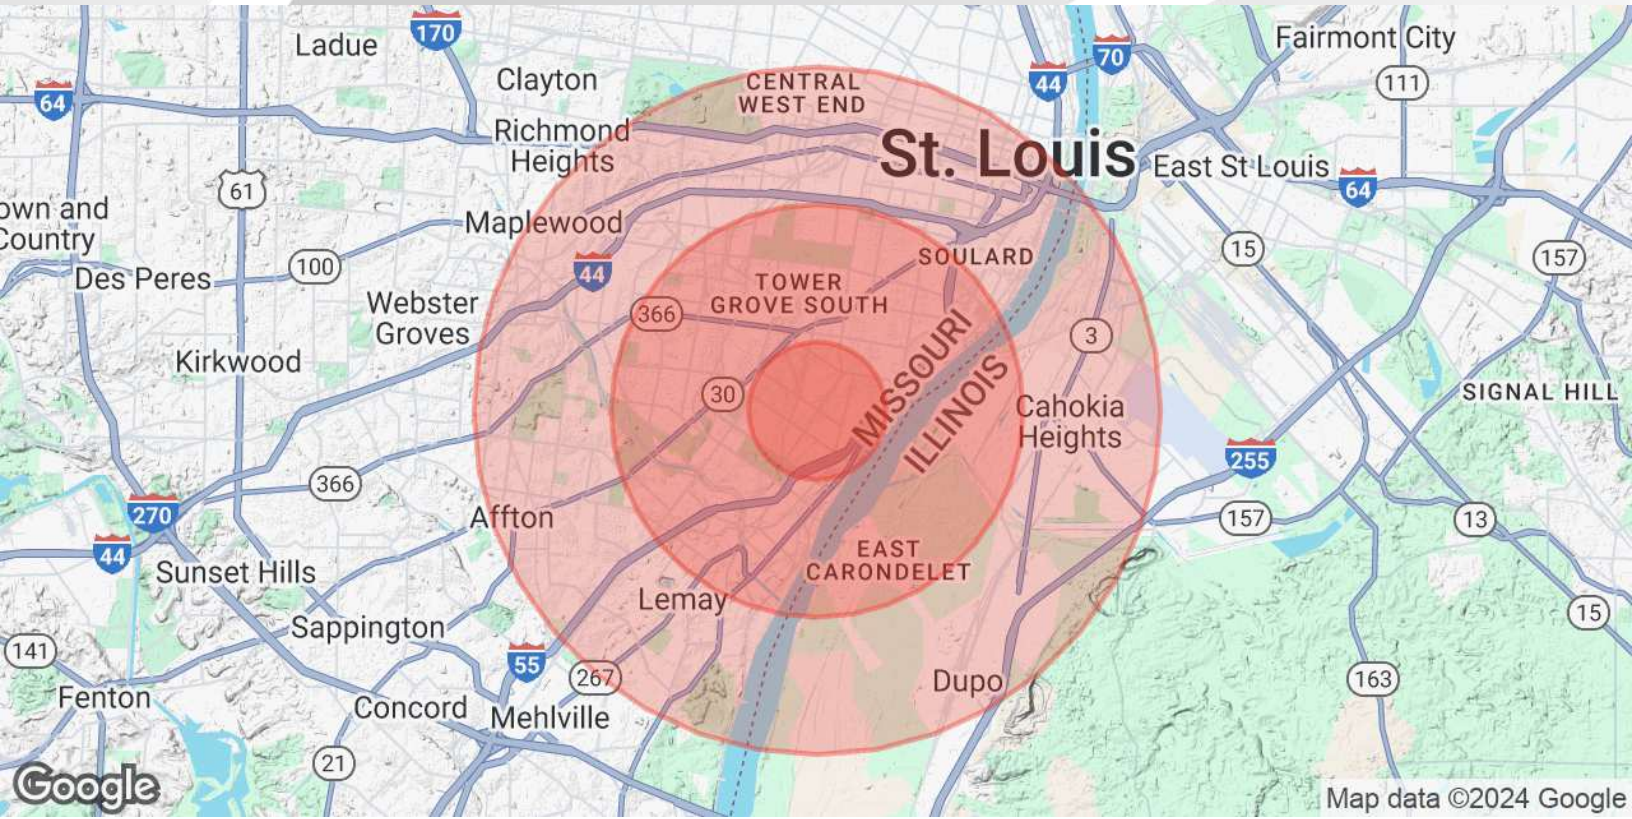 170
Ladue
Fairmont City
70
Clayton
CENTRAL
WEST END
44
111
64
Richmond
Heights
St. Louis
East St Louis
64
61
own and
Country
Maplewood
15
SOULARD
157
100
Des Peres
44
TOWER
GROVE SOUTH
Webster
Groves
366
MISSOURI
ILLINOIS
3
Kirkwood
30
SIGNAL HILL
Cahokia
Heights
255
366
270
Affton
157
13
44
EAST
CARONDELET
Sunset Hills
Lemay
15
Sappington
141
55
267
Dupo
163
Fenton
Concord
Mehlville
21
Google
Map data ©2024 Google